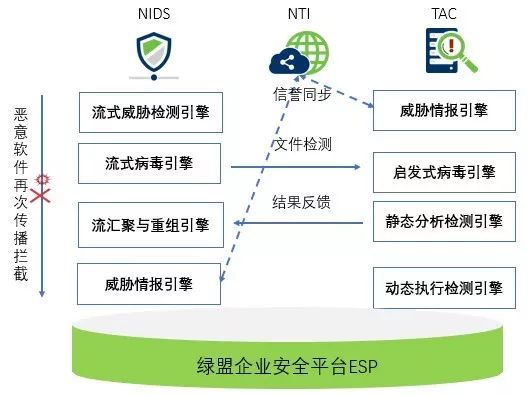 NIDS
NTI
TAC
恶意软件再次传播拦截
流式威胁检测引擎
流式病毒引擎
流汇聚与重组引擎
威胁情报引擎
信誉同步
文件检测
结果反馈
威胁情报引擎
启发式病毒引擎
静态分析检测引擎
动态执行检测引擎
绿盟企业安全平台ESP